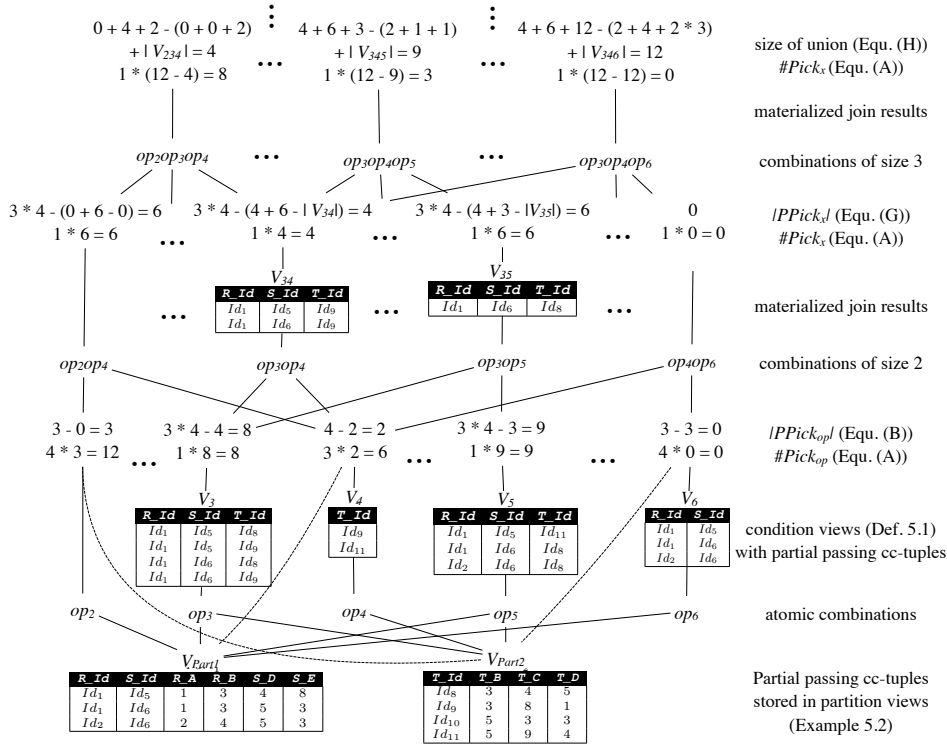 0 + 4 + 2 - (0 + 0 + 2)
+ | V234| = 4
1 * (12 - 4) = 8
4 + 6 + 3 - (2 + 1 + 1)
+ | V345| = 9
1 * (12 - 9) = 3
4 + 6 + 12 - (2 + 4 + 2 * 3)
+ | V346| = 12
1 * (12 - 12) = 0
size of union (Equ. (H))
#Pickx (Equ. (A))
materialized join results
op2op3op4
op3op4op5
op3op4op6
combinations of size 3
3 * 4 - (0 + 6 - 0) = 6
1 * 6 = 6
3 * 4 - (4 + 6 - | V34|) = 4
1 * 4 = 4
3 * 4 - (4 + 3 - |V35|) = 6
1 * 6 = 6
0
1 * 0 = 0
|PPickx| (Equ. (G))
#Pickx (Equ. (A))
V34
R_Id S_Id T_Id
Id1 Id5 Id9
Id1 Id6 Id9
V35
R_Id S_Id T_Id
Id1 Id6 Id8
materialized join results
op2op4
op3op4
op3op5
op4op6
combinations of size 2
3 - 0 = 3
4 * 3 = 12
3 * 4 - 4 = 8
1 * 8 = 8
4 - 2 = 2
3 * 2 = 6
3 * 4 - 3 = 9
1 * 9 = 9
3 - 3 = 0
4 * 0 = 0
|PPickop| (Equ. (B))
#Pickop (Equ. (A))
V3
R_Id S_Id T_Id
Id1 Id5 Id8
Id1 Id5 Id9
Id1 Id6 Id8
Id1 Id6 Id9
V4
T_Id
Id9
Id11
V5
R_Id S_Id T_Id
Id1 Id5 Id11
Id1 Id6 Id8
Id2 Id6 Id8
V6
R_Id S_Id
Id1 Id5
Id1 Id6
Id2 Id6
condition views (Def. 5.1)
with partial passing cc-tuples
op2
op3
op4
op5
op6
atomic combinations
VPart1
R_Id S_Id R_A R_B S_D S_E
Id1 Id5 1 3 4 8
Id1 Id6 1 3 5 3
Id2 Id6 2 4 5 3
VPart2
T_Id T_B T_C T_D
Id8 3 4 5
Id9 3 8 1
Id10 5 3 3
Id11 5 9 4
Partial passing cc-tuples
stored in partition views
(Example 5.2)